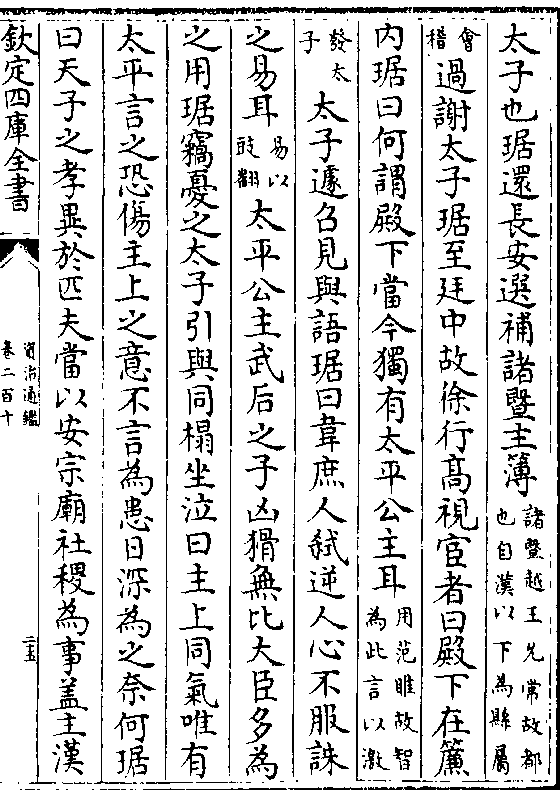 太子也琚還長安選補諸暨主簿
諸暨越王允常故都
也自漢以下為縣屬
會
稽
過謝太子琚至廷中故徐行髙視宦者曰殿下在簾
内琚曰何謂殿下當今獨有太平公主耳
用范睢故智
為此言以激
發太
子
太子遽召見與語琚曰韋庶人弑逆人心不服誅
之易耳
易以
豉翻
太平公主武后之子凶猾無比大臣多為
之用琚竊憂之太子引與同榻坐泣曰主上同氣唯有
太平言之恐傷主上之意不言為患日深為之奈何琚
曰天子之孝異於匹夫當以安宗廟社稷為事盖主漢
欽定四庫全書
資治通鑑
卷二百十